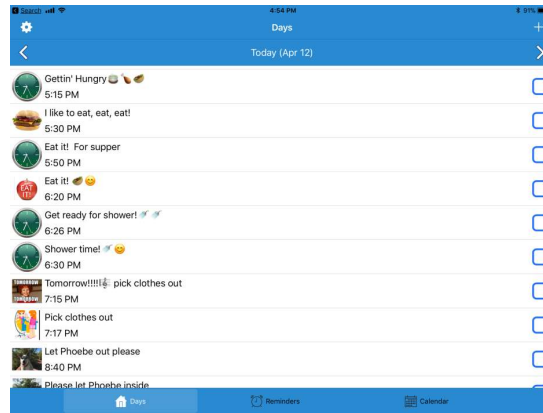 Search 4:54 PM 91%
Days
Today (Apr 12)
Gettin' Hungry
5:15 PM
I like to eat, eat, eat!
5:30 PM
Eat it! For supper
5:50 PM
EAT IT!
Eat it!
6:20 PM
Get ready for shower!
6:26 PM
Shower time!
6:30 PM
TOMORROW
TOMORROW
Tomorrow!!!! pick clothes out
7:15 PM
Pick clothes out
7:17 PM
Let Phoebe out please
8:40 PM
Please let Phoebe inside
Days Reminders Calendar